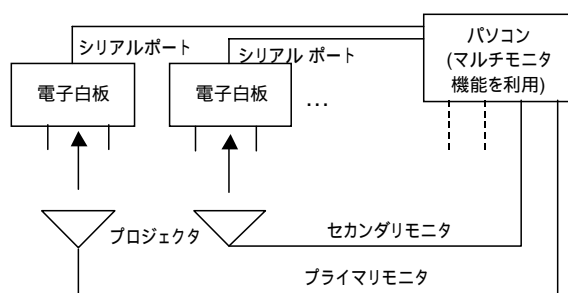 シリアルポート
シリアル ポート
パソコン
(マルチモニタ
機能を利用)
電子白板
電子白板
...
プロジェクタ
セカンダリモニタ
プライマリモニタ